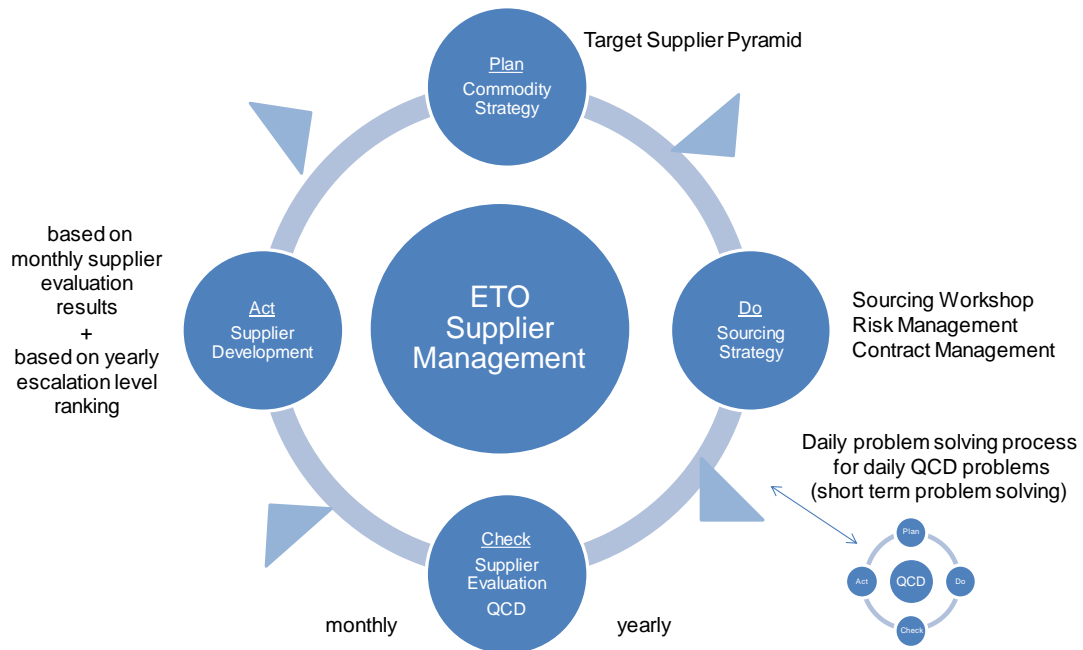 Target Supplier Pyramid
Plan
Commodity
Strategy
based on
monthly supplier
evaluation
results
+
based on yearly
escalation level
ranking
Act
Supplier
Development
ETO
Supplier
Management
Do
Sourcing
Strategy
Sourcing Workshop
Risk Management
Contract Management
Check
Supplier
Evaluation
QCD
monthly
yearly
Daily problem solving process
for daily QCD problems
(short term problem solving)
Plan
Act
QCD
Do
Check